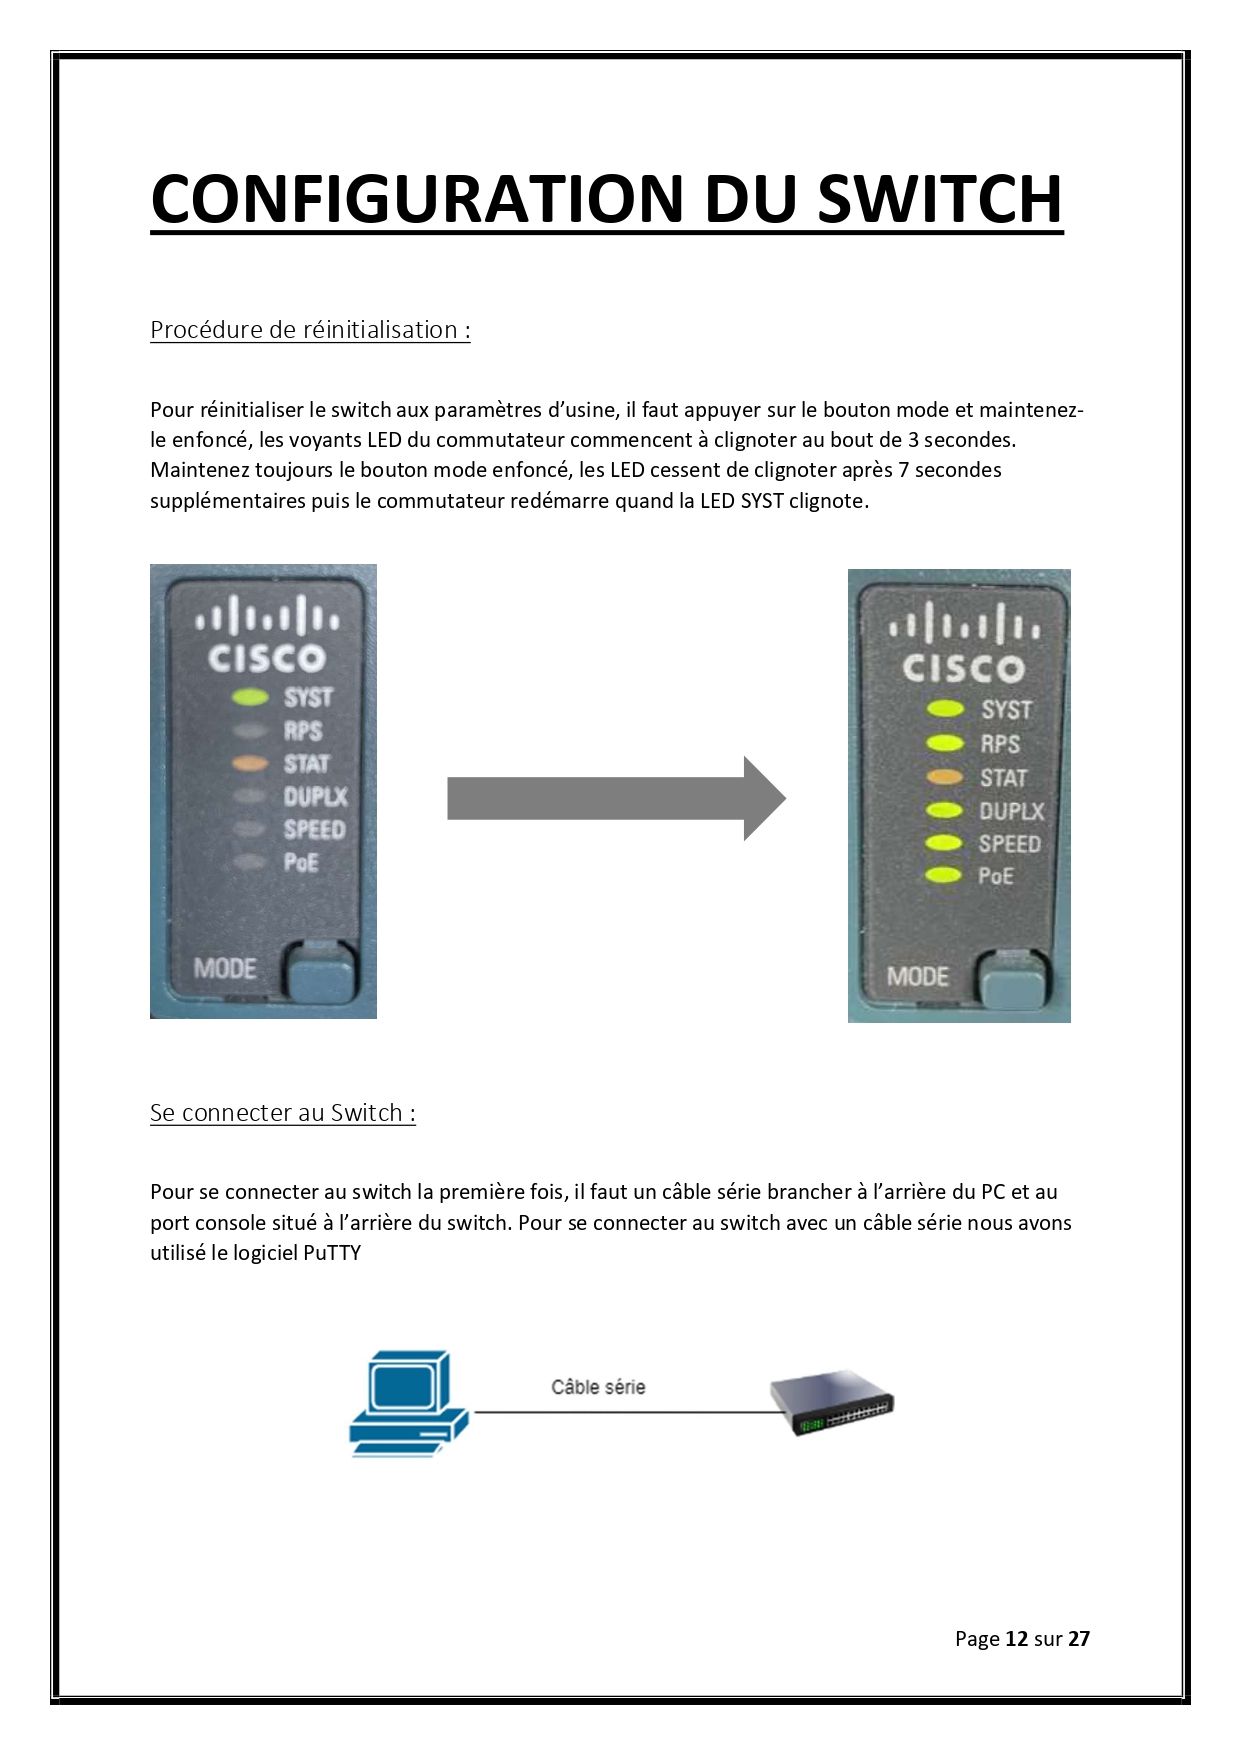 CONFIGURATION DU SWITCH
Procédure de réinitialisation :
Pour réinitialiser le switch aux paramètres d’usine, il faut appuyer sur le bouton mode et maintenez-
le enfoncé, les voyants LED du commutateur commencent à clignoter au bout de 3 secondes.
Maintenez toujours le bouton mode enfoncé, les LED cessent de clignoter après 7 secondes
supplémentaires puis le commutateur redémarre quand la LED SYST clignote.
CISCO
SYST
RPS
STAT
DUPLX
SPEED
PoE
MODE
CISCO
SYST
RPS
STAT
DUPLX
SPEED
PoE
MODE
Se connecter au Switch :
Pour se connecter au switch la première fois, il faut un câble série brancher à l’arrière du PC et au
port console situé à l’arrière du switch. Pour se connecter au switch avec un câble série nous avons
utilisé le logiciel PuTTY
Câble série
Page 12 sur 27